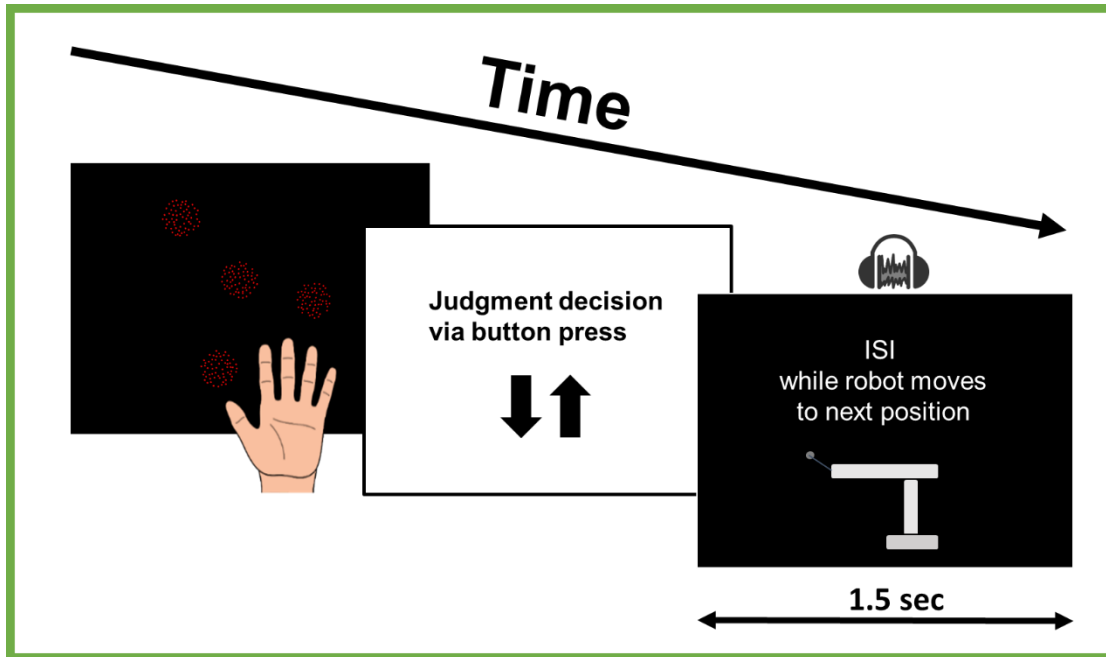 Time
Judgment decision
via button press
ISI
while robot moves
to next position
1.5 sec